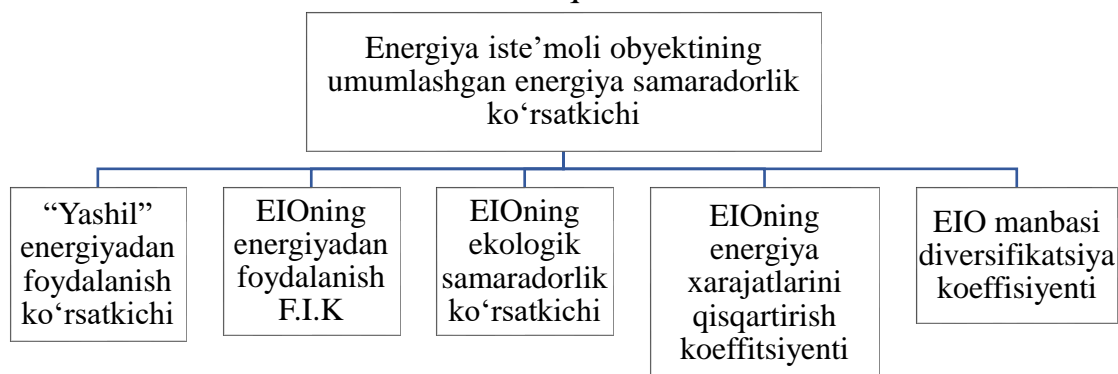 Energiya iste’moli obyektining
umumlashgan energiya samaradorlik
ko‘rsatkichi
“Yashil”
energiyadan
foydalanish
ko‘rsatkichi
EIOning
energiyadan
foydalanish
F.I.K
EIOning
ekologik
samaradorlik
ko‘rsatkichi
EIOning
energiya
xarajatlarini
qisqartirish
koeffitsiyenti
EIO manbasi
diversifikatsiya
koeffisiyenti